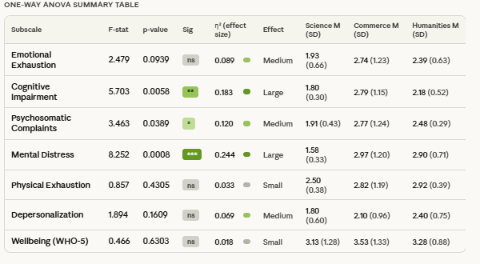 ONE-WAY ANOVA SUMMARY TABLE
Subscale F-stat p-value Sig η² (effect size) Effect Science M (SD) Commerce M (SD) Humanities M (SD)
Emotional Exhaustion 2.479 0.0939 ns 0.089 Medium 1.93 (0.66) 2.74 (1.23) 2.39 (0.63)
Cognitive Impairment 5.703 0.0058 ** 0.183 Large 1.80 (0.30) 2.79 (1.15) 2.18 (0.52)
Psychosomatic Complaints 3.463 0.0389 * 0.120 Medium 1.91 (0.43) 2.77 (1.24) 2.48 (0.29)
Mental Distress 8.252 0.0008 *** 0.244 Large 1.58 (0.33) 2.97 (1.20) 2.90 (0.71)
Physical Exhaustion 0.857 0.4305 ns 0.033 Small 2.50 (0.38) 2.82 (1.19) 2.92 (0.39)
Depersonalization 1.894 0.1609 ns 0.069 Medium 1.80 (0.60) 2.10 (0.96) 2.40 (0.75)
Wellbeing (WHO-5) 0.466 0.6303 ns 0.018 Small 3.13 (1.28) 3.53 (1.33) 3.28 (0.88)